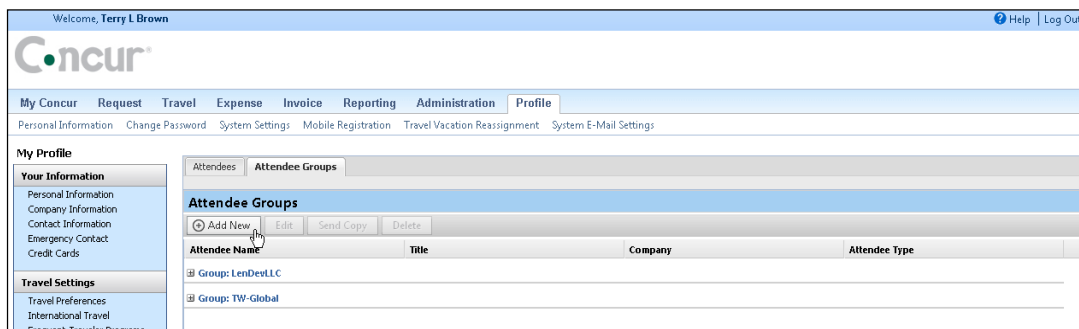 Welcome, Terry L Brown
Help | Log Out
Concur
My Concur Request Travel Expense Invoice Reporting Administration Profile
Personal Information Change Password System Settings Mobile Registration Travel Vacation Reassignment System E-Mail Settings
My Profile
Attendees Attendee Groups
Your Information
Personal Information
Company Information
Contact Information
Emergency Contact
Credit Cards
Attendee Groups
Add New Edit Send Copy Delete
Attendee Name Title Company Attendee Type
Group: LenDevLLC
Group: TW-Global
Travel Settings
Travel Preferences
International Travel
Frequent-Traveler Programs